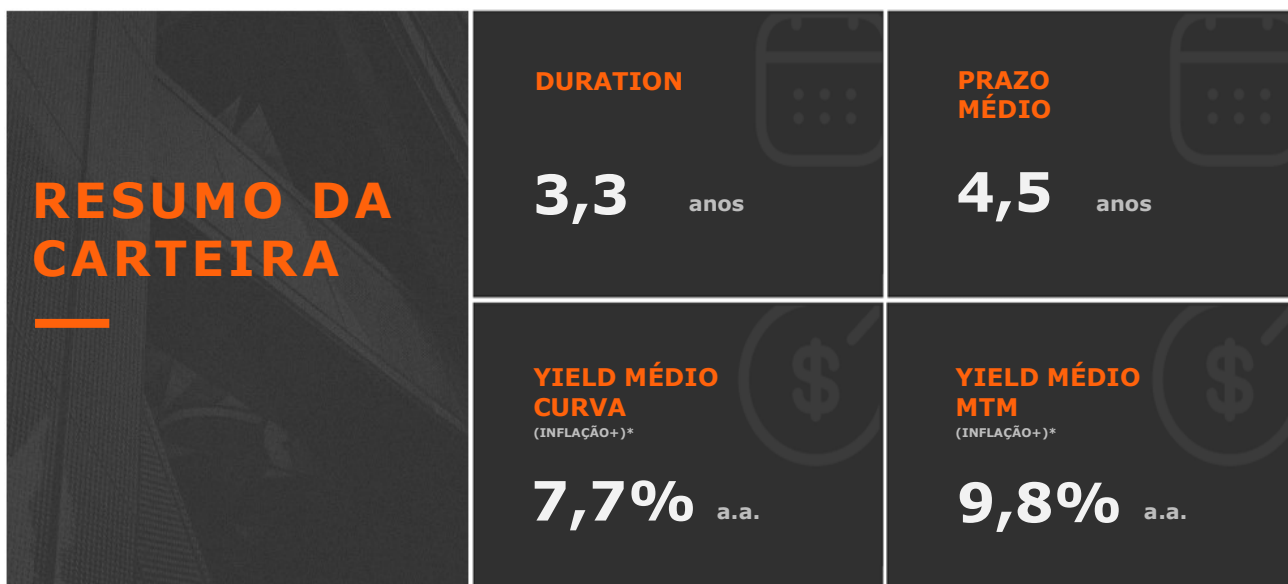 RESUMO DA
CARTEIRA
DURATION
3,3 anos
PRAZO
MÉDIO
4,5 anos
YIELD MÉDIO
CURVA
(INFLAÇÃO+)*
7,7% a.a.
YIELD MÉDIO
MTM
(INFLAÇÃO+)*
9,8% a.a.